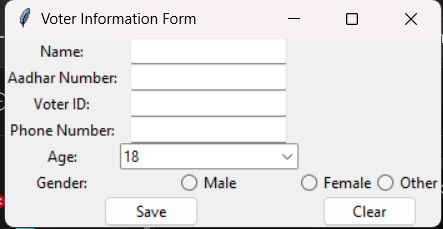 Voter Information Form
Name:
Aadhar Number:
Voter ID:
Phone Number:
Age: 18
Gender: Male Female Other
Save Clear